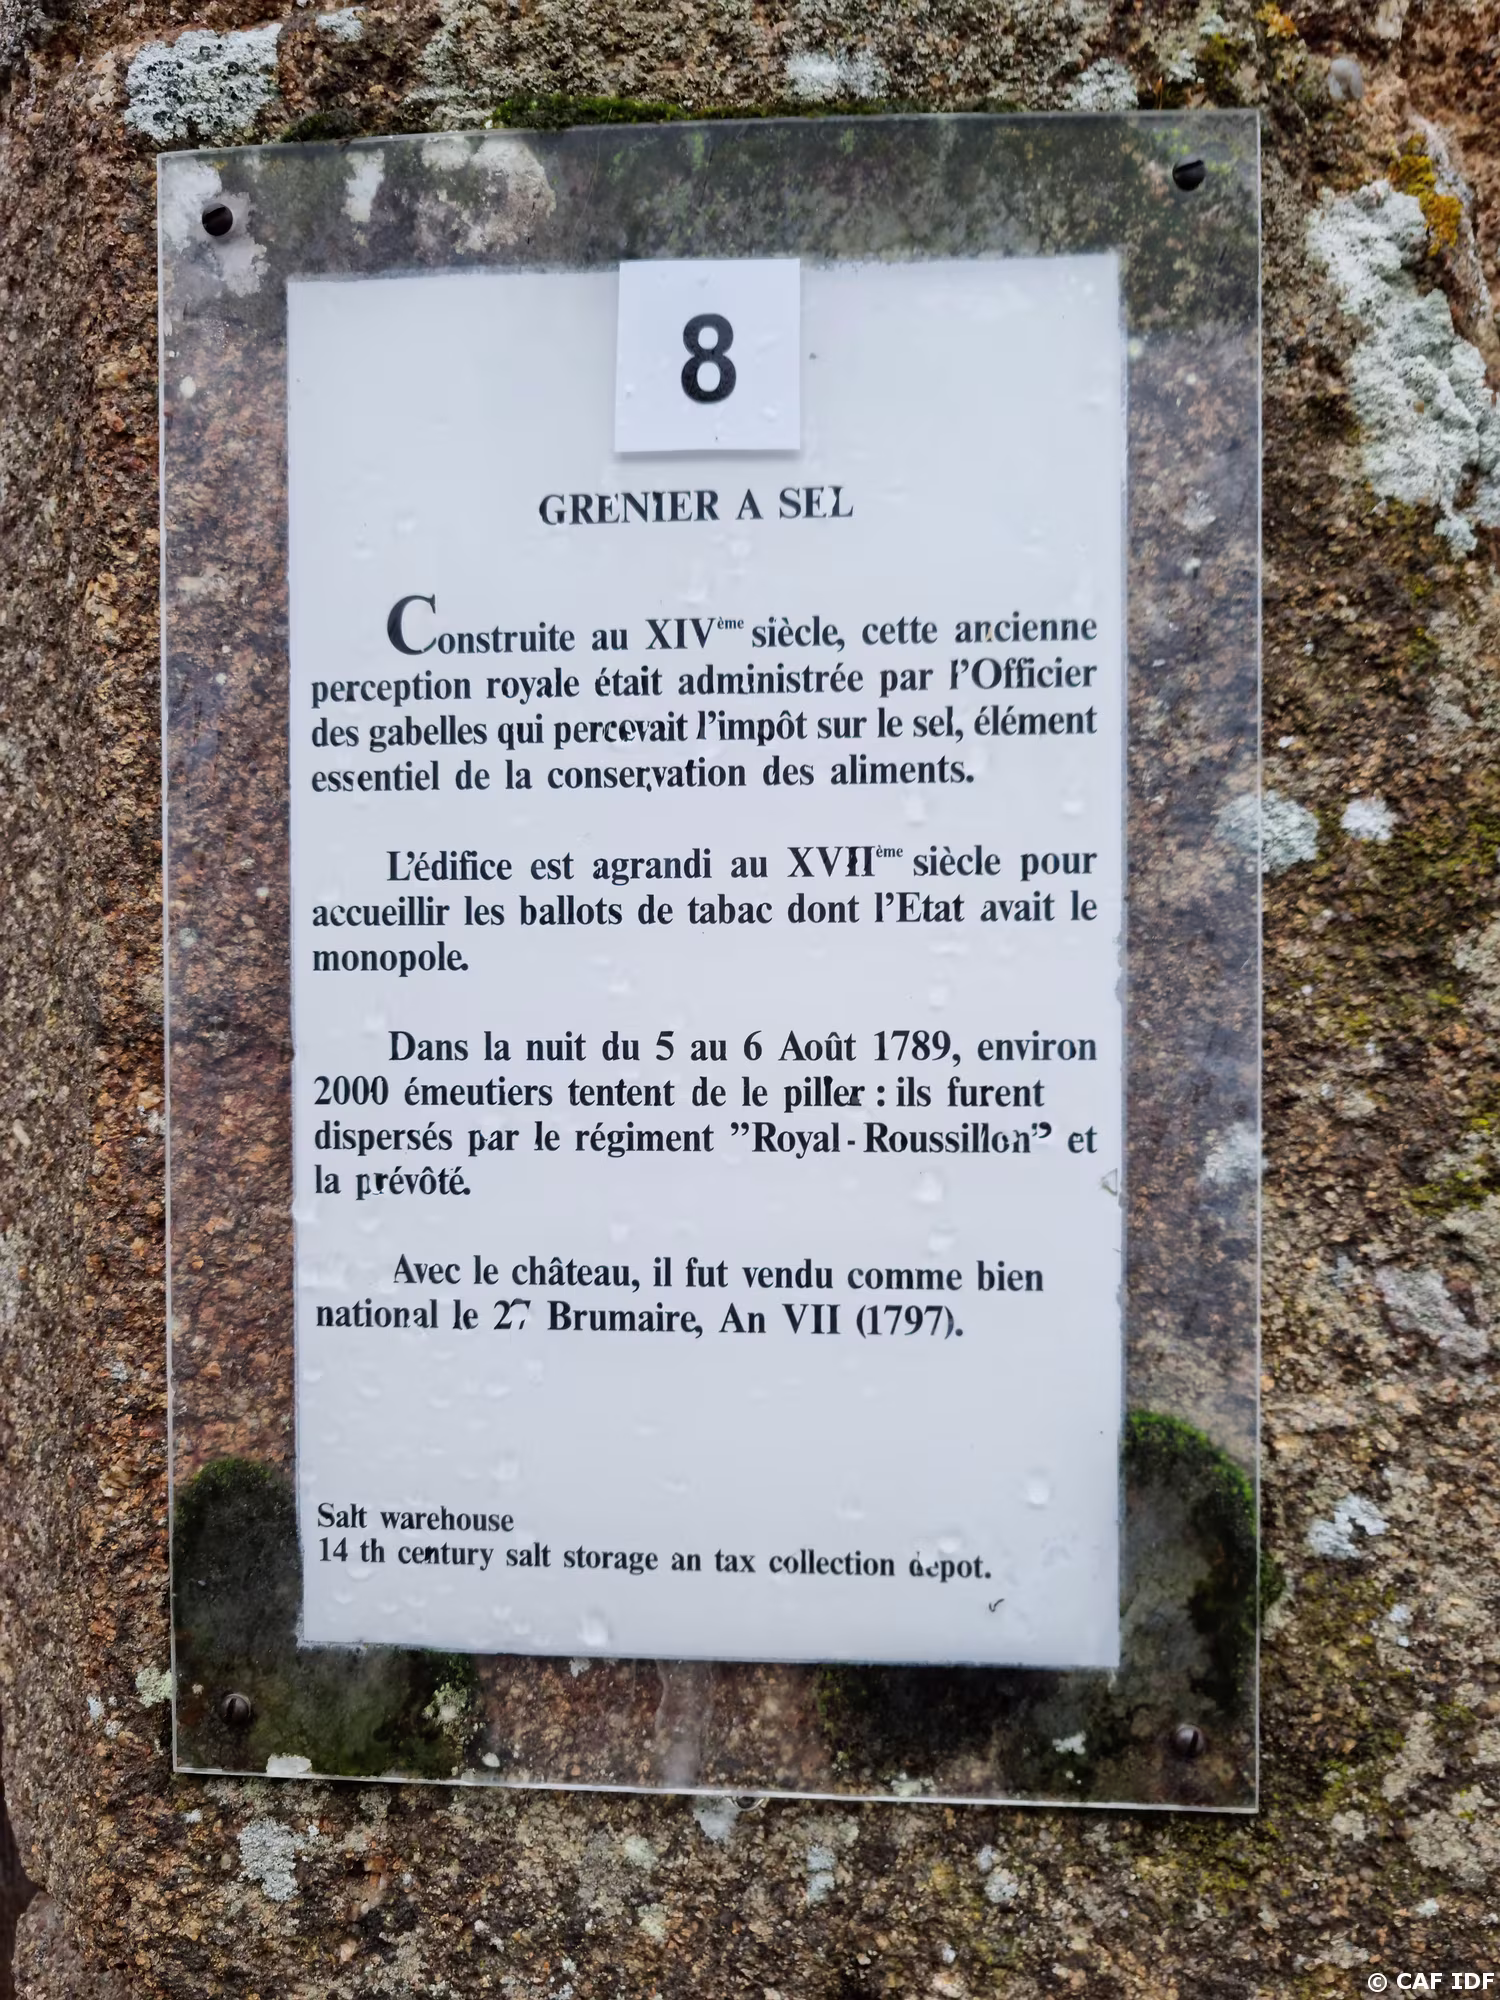 8
GRENIER A SEL
Construite au XIVème siècle, cette ancienne
perception royale était administrée par l'Officier
des gabelles qui percevait l'impôt sur le sel, élément
essentiel de la conservation des aliments.
L'édifice est agrandi au XVIIème siècle pour
accueillir les ballots de tabac dont l'Etat avait le
monopole.
Dans la nuit du 5 au 6 Août 1789, environ
2000 émeutiers tentent de le piller : ils furent
dispersés par le régiment "Royal-Roussillon" et
la prévôté.
Avec le château, il fut vendu comme bien
national le 27 Brumaire, An VII (1797).
Salt warehouse
14 th century salt storage an tax collection depot.
© CAF IDF